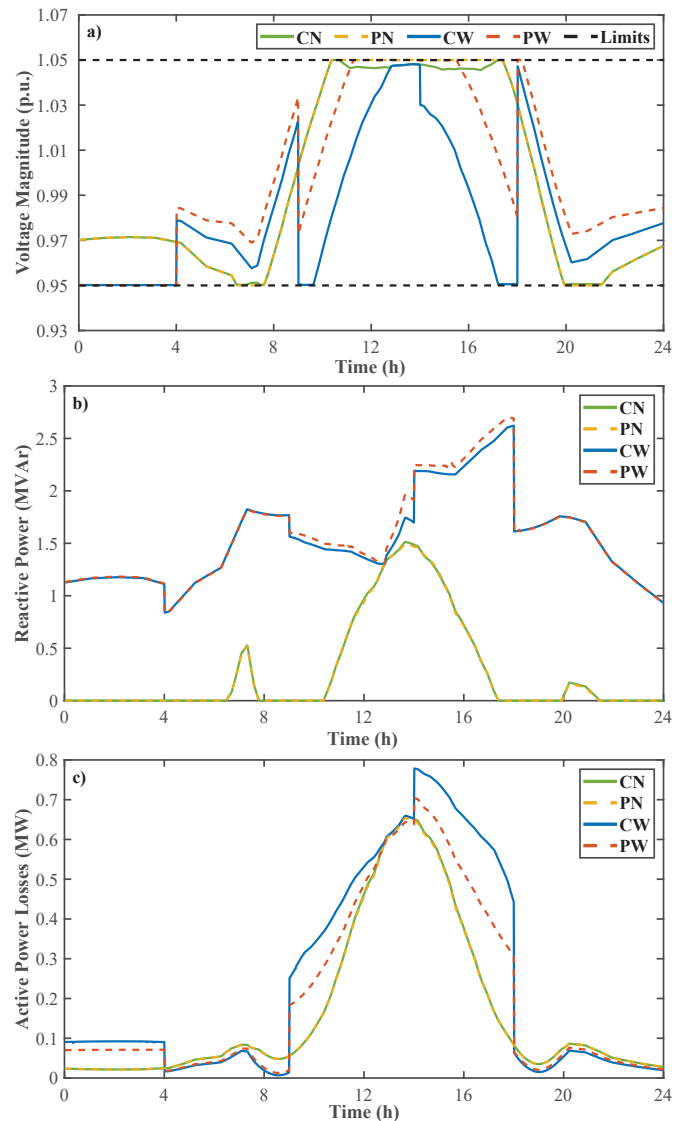 a)
CN PN CW PW Limits
Voltage Magnitude (p.u.)
1.07
1.05
1.03
1.01
0.99
0.97
0.95
0.93
0 4 8 12 16 20 24
Time (h)
b)
CN
PN
CW
PW
Reactive Power (MVAr)
3
2.5
2
1.5
1
0.5
0
0 4 8 12 16 20 24
Time (h)
c)
CN
PN
CW
PW
Active Power Losses (MW)
0.8
0.7
0.6
0.5
0.4
0.3
0.2
0.1
0
0 4 8 12 16 20 24
Time (h)